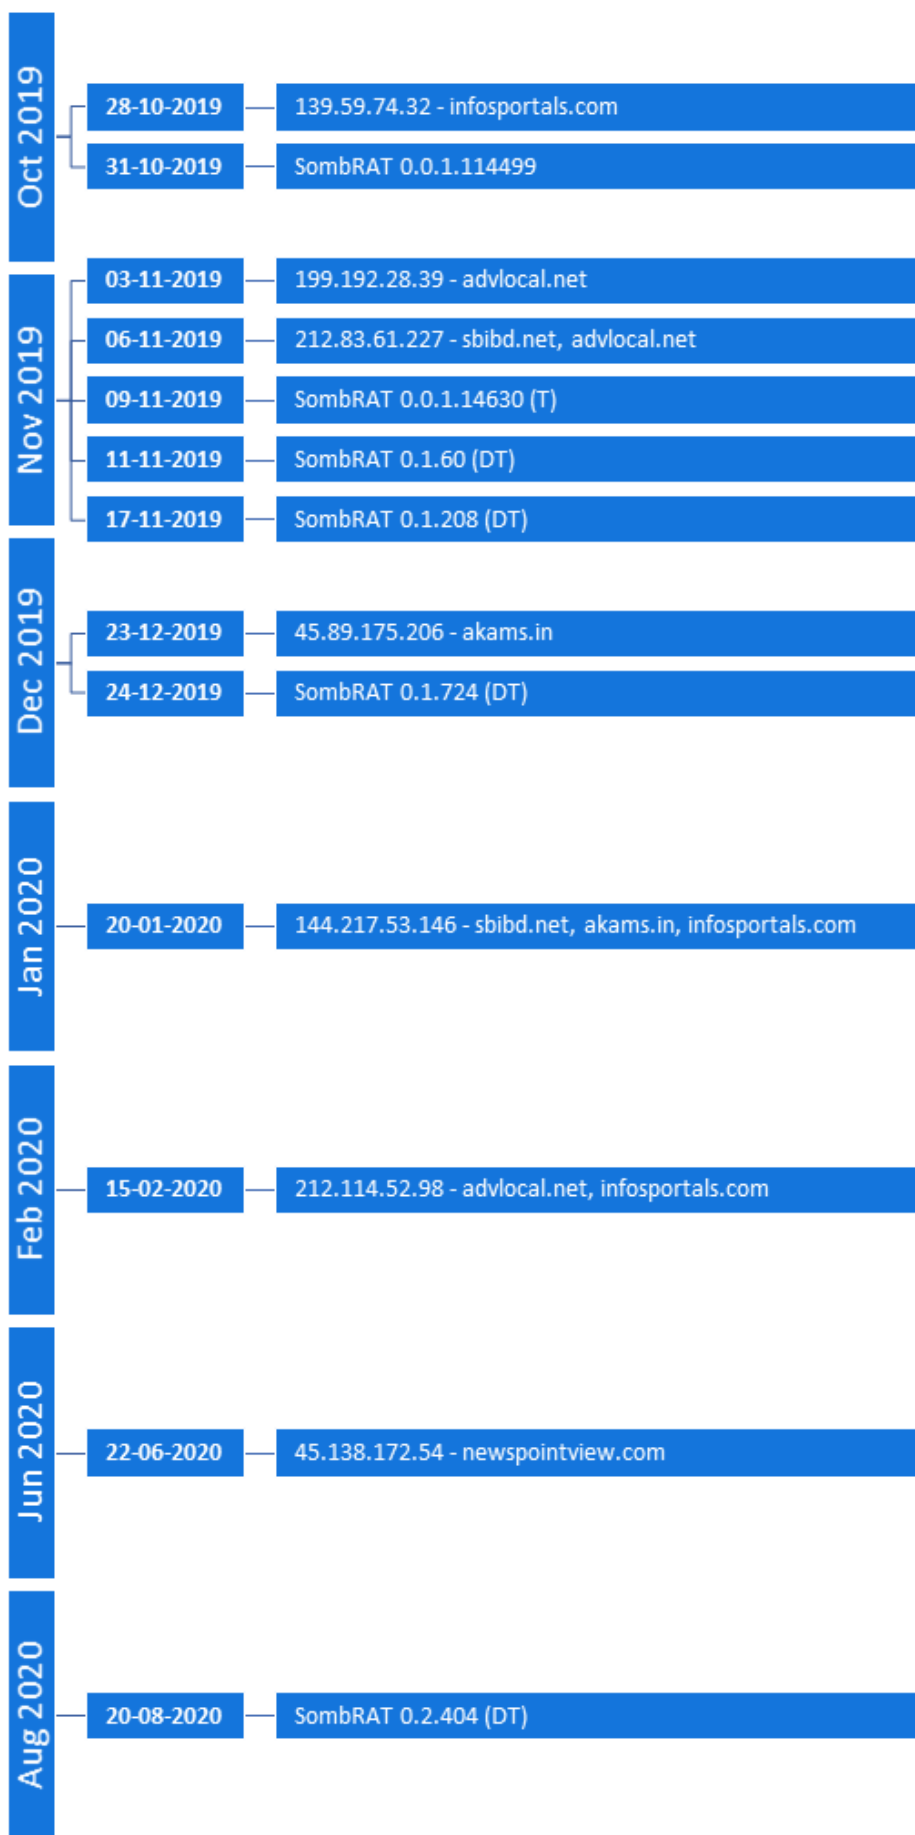 Oct 2019
28-10-2019
139.59.74.32 - infosportals.com
31-10-2019
SombRAT 0.0.1.114499
Nov 2019
03-11-2019
199.192.28.39 - advlocal.net
06-11-2019
212.83.61.227 - sbibd.net, advlocal.net
09-11-2019
SombRAT 0.0.1.14630 (T)
11-11-2019
SombRAT 0.1.60 (DT)
17-11-2019
SombRAT 0.1.208 (DT)
Dec 2019
23-12-2019
45.89.175.206 - akams.in
24-12-2019
SombRAT 0.1.724 (DT)
Jan 2020
20-01-2020
144.217.53.146 - sbibd.net, akams.in, infosportals.com
Feb 2020
15-02-2020
212.114.52.98 - advlocal.net, infosportals.com
Jun 2020
22-06-2020
45.138.172.54 - newspointview.com
Aug 2020
20-08-2020
SombRAT 0.2.404 (DT)